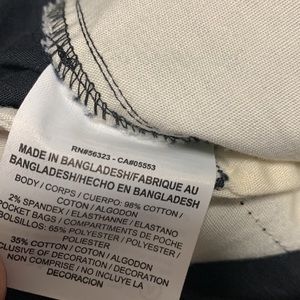 RN#56323 - CA#05553
MADE IN BANGLADESH/FABRIQUE AU
BANGLADESH/HECHO EN BANGLADESH
BODY / CORPS / CUERPO: 98% COTTON /
COTON / ALGODON
2% SPANDEX / ELASTHANNE / ELASTANO
POCKET BAGS / COMPARTIMENTS DE POCHE
BOLSILLOS: 65% POLYESTER / POLYESTER /
POLIESTER
35% COTTON / COTON / ALGODON
EXCLUSIVE OF DECORATION / DECORATION
NON COMPRISE / NO INCLUYE LA
DECORACION